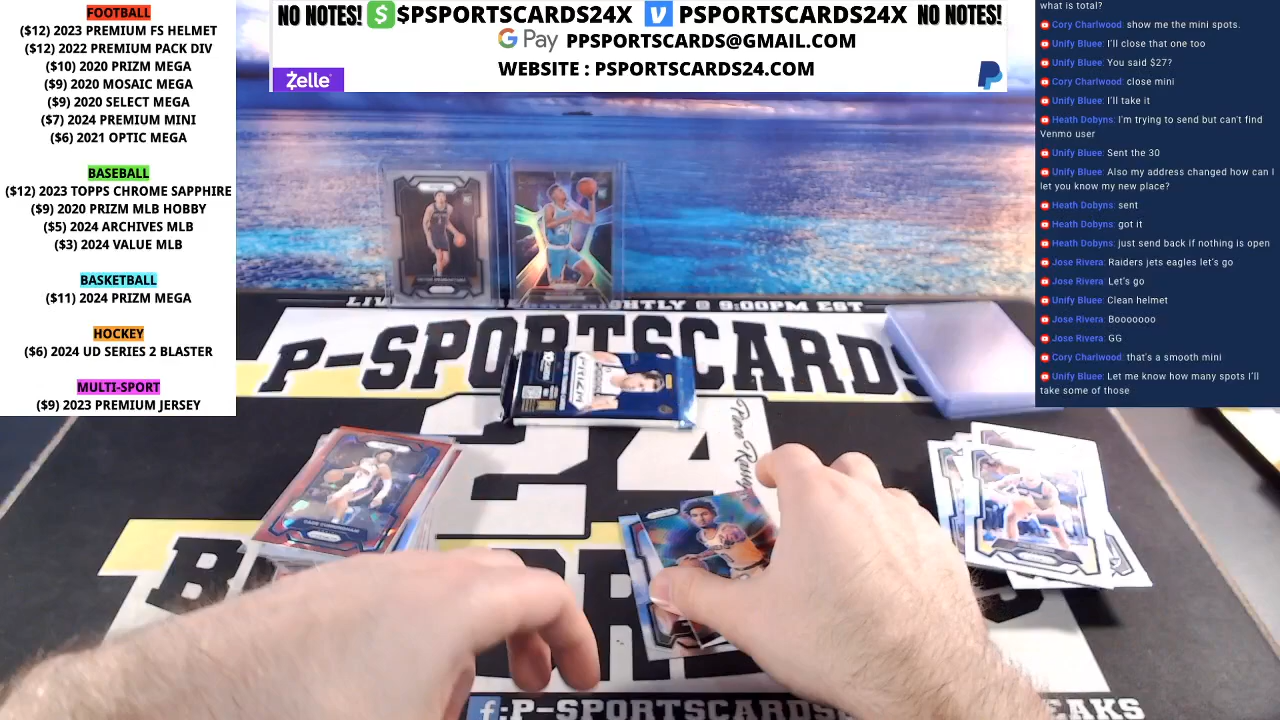 FOOTBALL
($12) 2023 PREMIUM FS HELMET
($12) 2022 PREMIUM PACK DIV
($10) 2020 PRIZM MEGA
($9) 2020 MOSAIC MEGA
($9) 2020 SELECT MEGA
($7) 2024 PREMIUM MINI
($6) 2021 OPTIC MEGA
BASEBALL
($12) 2023 TOPPS CHROME SAPPHIRE
($9) 2020 PRIZM MLB HOBBY
($5) 2024 ARCHIVES MLB
($3) 2024 VALUE MLB
BASKETBALL
($11) 2024 PRIZM MEGA
HOCKEY
($6) 2024 UD SERIES 2 BLASTER
MULTI-SPORT
($9) 2023 PREMIUM JERSEY
NO NOTES! $ $PSPORTSCARDS24X V PSPORTSCARDS24X NO NOTES!
G Pay PPSPORTSCARDS@GMAIL.COM
WEBSITE : PSPORTSCARDS24.COM
Zelle
what is total?
Cory Charlwood: show me the mini spots.
Unify Bluee: I'll close that one too
Unify Bluee: You said $27?
Cory Charlwood: close mini
Unify Bluee: I'll take it
Heath Dobyns: I'm trying to send but can't find
Venmo user
Unify Bluee: Sent the 30
Unify Bluee: Also my address changed how can I
let you know my new place?
Heath Dobyns: sent
Heath Dobyns: got it
Heath Dobyns: just send back if nothing is open
Jose Rivera: Raiders jets eagles let's go
Jose Rivera: Let's go
Unify Bluee: Clean helmet
Jose Rivera: Booooooo
Jose Rivera: GG
Cory Charlwood: that's a smooth mini
Unify Bluee: Let me know how many spots I'll
take some of those
NIGHTLY @ 9:00PM EST
P-SPORTSCARDS
24
PRIZM
CADE CUNNINGHAM
f:P-SPORTSCARDS